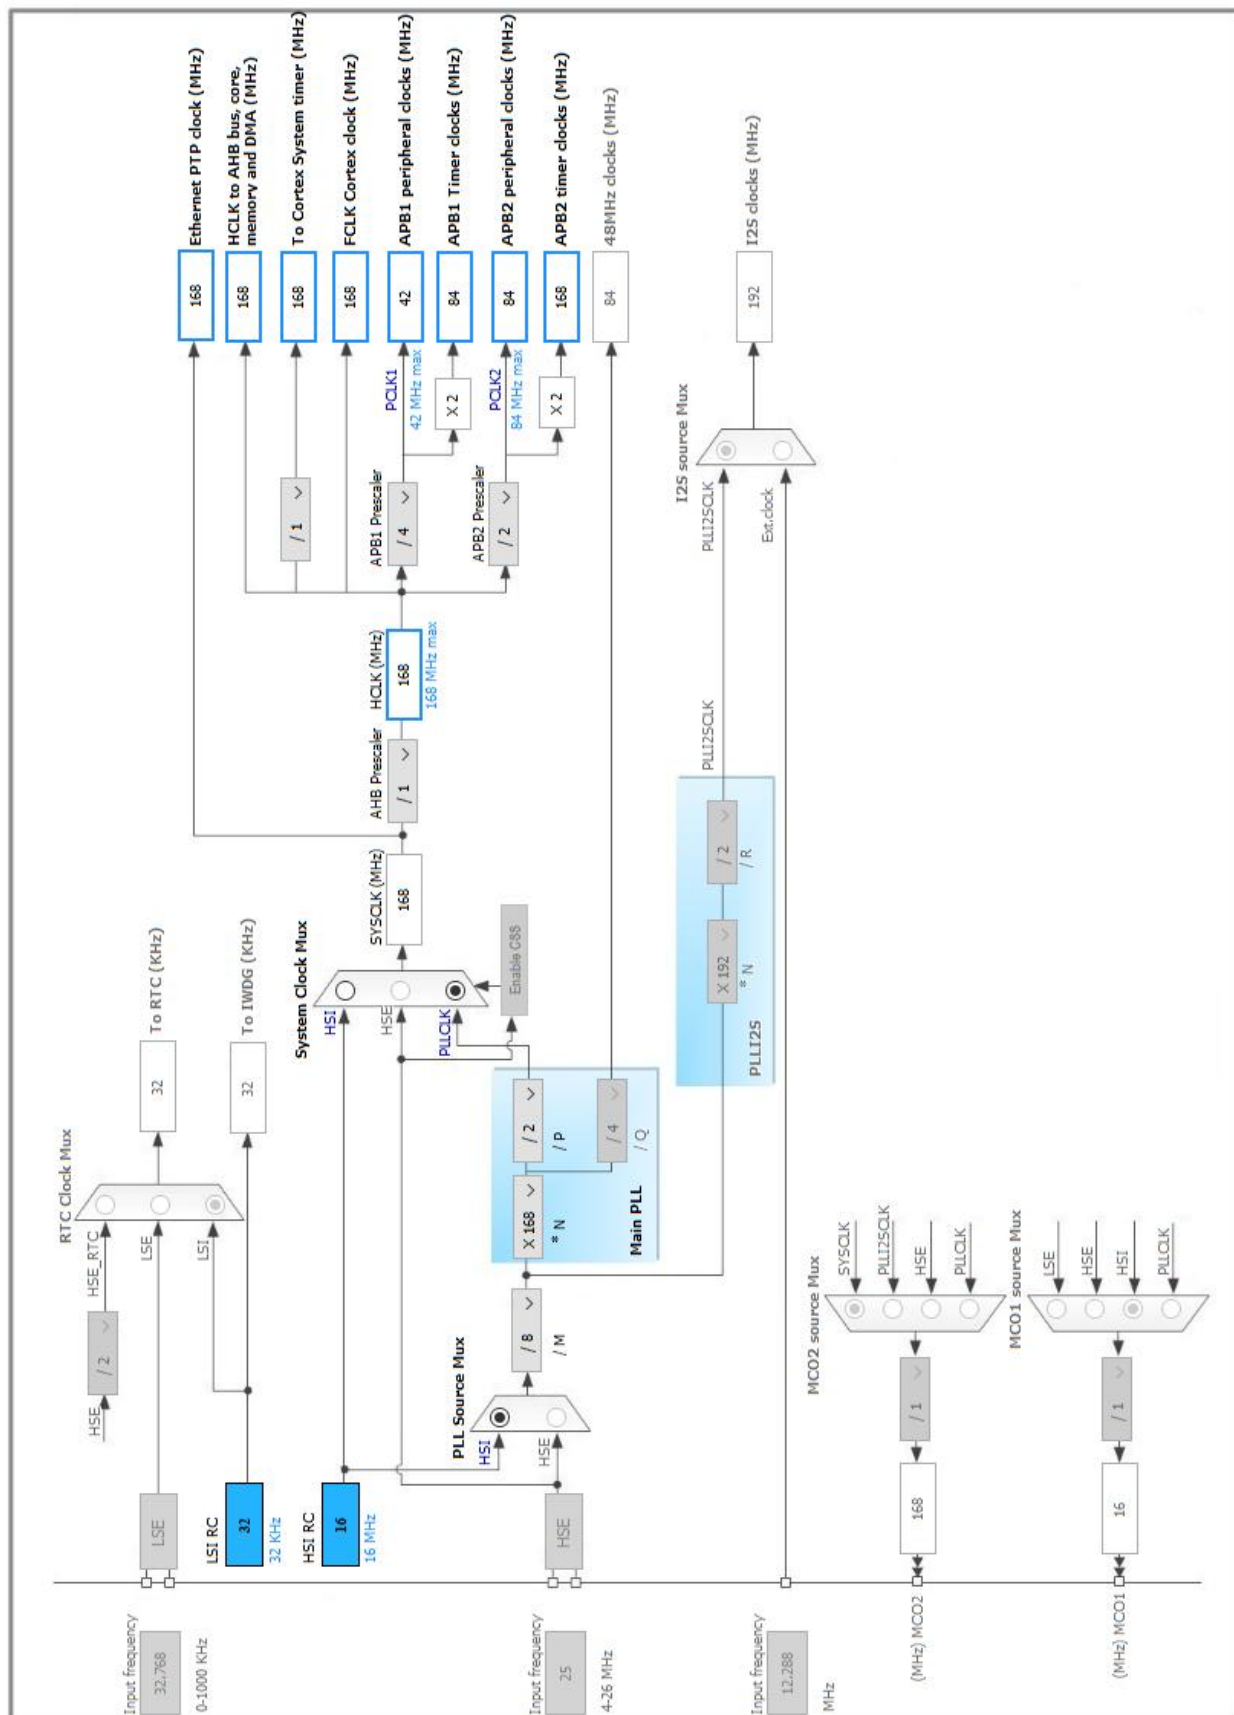 Input frequency
32.768
0-1000 KHz
LSE
HSE
/ 2
HSE_RTC
LSE
LSI
RTC Clock Mux
32
To RTC (KHz)
LSI RC
32
32 KHz
32
To IWDG (KHz)
HSI RC
16
16 MHz
Input frequency
25
4-26 MHz
HSE
PLL Source Mux
HSI
HSE
/ 8
/ M
Main PLL
X 168
* N
/ 2
/ P
/ 4
/ Q
System Clock Mux
HSI
HSE
PLLCLK
Enable CSS
SYSCLK (MHz)
168
AHB Prescaler
/ 1
HCLK (MHz)
168
168 MHz max
/ 1
APB1 Prescaler
/ 4
PCLK1
42 MHz max
X 2
APB2 Prescaler
/ 2
PCLK2
84 MHz max
X 2
168
Ethernet PTP clock (MHz)
168
HCLK to AHB bus, core,
memory and DMA (MHz)
168
To Cortex System timer (MHz)
168
FCLK Cortex clock (MHz)
42
APB1 peripheral clocks (MHz)
84
APB1 Timer clocks (MHz)
84
APB2 peripheral clocks (MHz)
168
APB2 timer clocks (MHz)
84
48MHz clocks (MHz)
PLLI2S
X 192
* N
/ 2
/ R
PLLI2SCLK
PLLI2SCLK
I2S source Mux
Ext.clock
192
I2S clocks (MHz)
Input frequency
12.288
MHz
(MHz) MCO2
168
/ 1
MCO2 source Mux
SYSCLK
PLLI2SCLK
HSE
PLLCLK
(MHz) MCO1
16
/ 1
MCO1 source Mux
LSE
HSE
HSI
PLLCLK